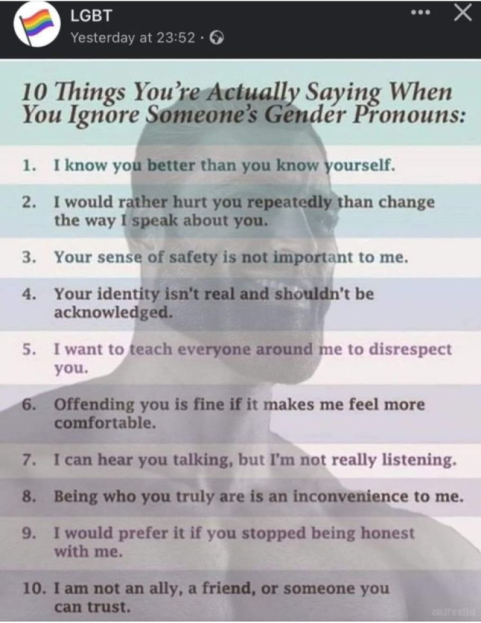 LGBT
Yesterday at 23:52 ·
10 Things You're Actually Saying When
You Ignore Someone's Gender Pronouns:
1. I know you better than you know yourself.
2. I would rather hurt you repeatedly than change
the way I speak about you.
3. Your sense of safety is not important to me.
4. Your identity isn't real and shouldn't be
acknowledged.
5. I want to teach everyone around me to disrespect
you.
6. Offending you is fine if it makes me feel more
comfortable.
7. I can hear you talking, but I'm not really listening.
8. Being who you truly are is an inconvenience to me.
9. I would prefer it if you stopped being honest
with me.
10. I am not an ally, a friend, or someone you
can trust.